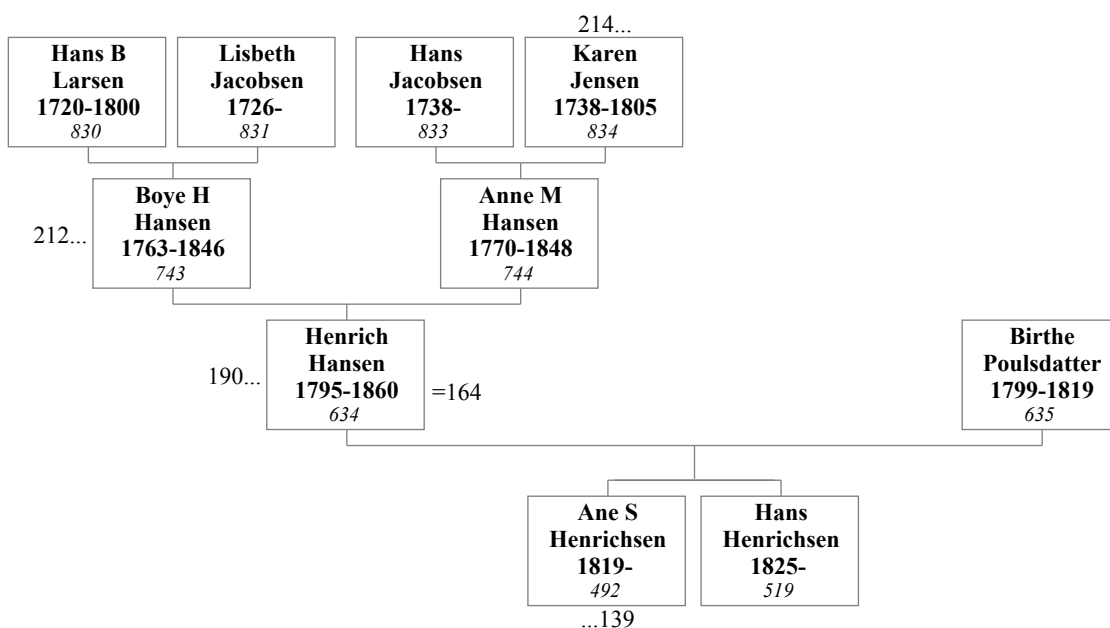 214...
Hans B
Larsen
1720-1800
830
Lisbeth
Jacobsen
1726-
831
Hans
Jacobsen
1738-
833
Karen
Jensen
1738-1805
834
212...
Boye H
Hansen
1763-1846
743
Anne M
Hansen
1770-1848
744
190...
Henrich
Hansen
1795-1860
634
=164
Birthe
Poulsdatter
1799-1819
635
Ane S
Henrichsen
1819-
492
Hans
Henrichsen
1825-
519
...139